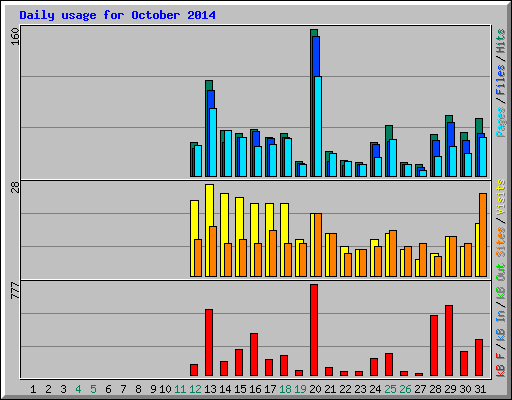 Daily usage for October 2014
160
28
777
Pages / Files / Hits
Sites / Visits
kB F / kB In / kB Out
1 2 3 4 5 6 7 8 9 10 11 12 13 14 15 16 17 18 19 20 21 22 23 24 25 26 27 28 29 30 31